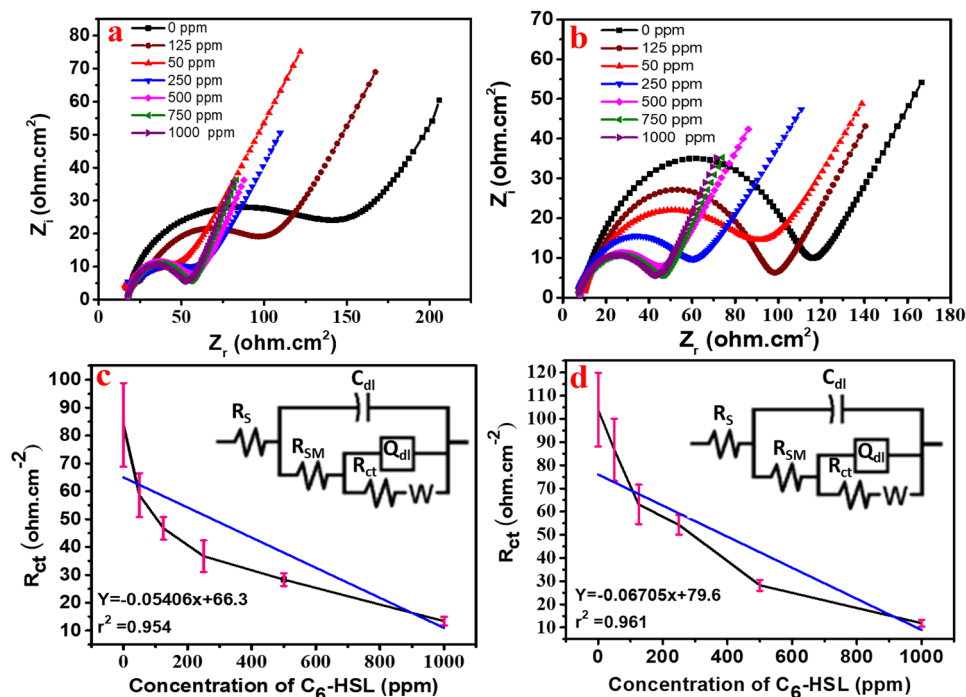 a
0 ppm
125 ppm
50 ppm
250 ppm
500 ppm
750 ppm
1000 ppm
80
70
60
50
40
30
20
10
0
0 50 100 150 200
Zr (ohm.cm2)
Zi (ohm.cm2)
b
0 ppm
125 ppm
50 ppm
250 ppm
500 ppm
750 ppm
1000 ppm
70
60
50
40
30
20
10
0
0 20 40 60 80 100 120 140 160 180
Zr (ohm.cm2)
Zi (ohm.cm2)
c
100
90
80
70
60
50
40
30
20
10
Rct (ohm.cm-2)
Cdl
RS
RSM
Rct
Qdl
W
Y=-0.05406x+66.3
r2 =0.954
0 200 400 600 800 1000
Concentration of C6-HSL (ppm)
d
120
110
100
90
80
70
60
50
40
30
20
10
Rct (ohm.cm-2)
Cdl
RS
RSM
Rct
Qdl
W
Y=-0.06705x+79.6
r2 =0.961
0 200 400 600 800 1000
Concentration of C6-HSL (ppm)